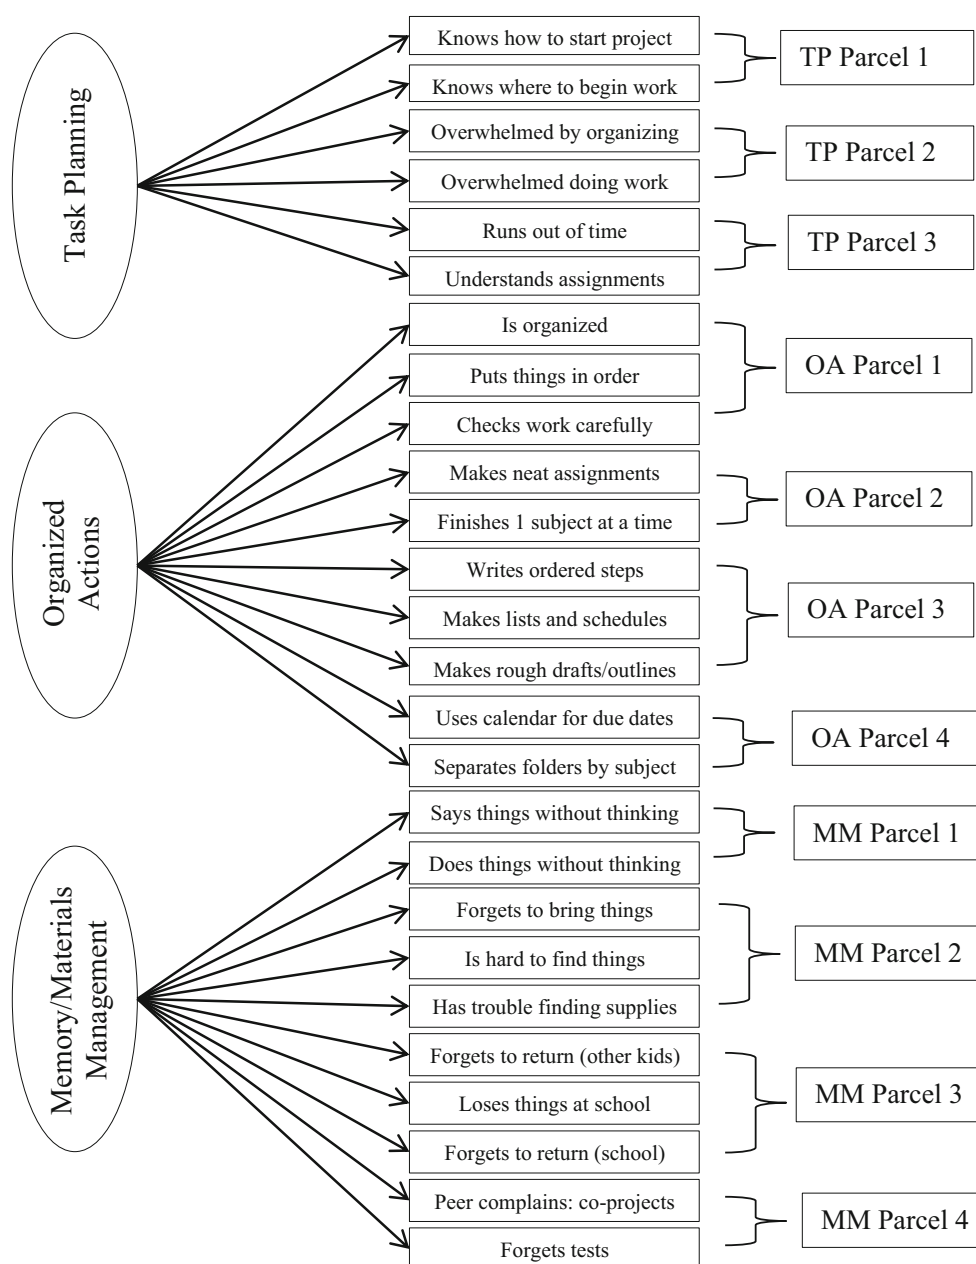 Task Planning
Knows how to start project
Knows where to begin work
Overwhelmed by organizing
Overwhelmed doing work
Runs out of time
Understands assignments
TP Parcel 1
TP Parcel 2
TP Parcel 3
Organized
Actions
Is organized
Puts things in order
Checks work carefully
Makes neat assignments
Finishes 1 subject at a time
Writes ordered steps
Makes lists and schedules
Makes rough drafts/outlines
Uses calendar for due dates
Separates folders by subject
OA Parcel 1
OA Parcel 2
OA Parcel 3
OA Parcel 4
Memory/Materials
Management
Says things without thinking
Does things without thinking
Forgets to bring things
Is hard to find things
Has trouble finding supplies
Forgets to return (other kids)
Loses things at school
Forgets to return (school)
Peer complains: co-projects
Forgets tests
MM Parcel 1
MM Parcel 2
MM Parcel 3
MM Parcel 4